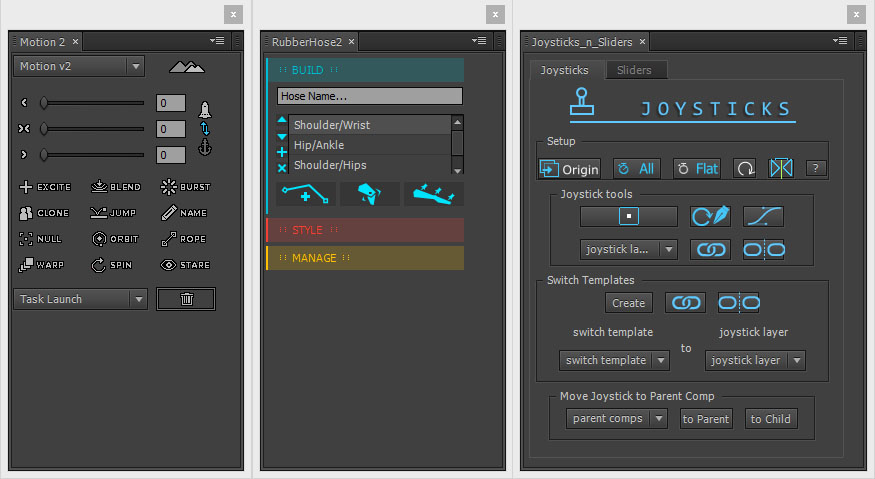 Motion 2
Motion v2
0
0
0
EXCITE BLEND BURST
CLONE JUMP NAME
NULL ORBIT ROPE
WARP SPIN STARE
Task Launch
RubberHose2
:: BUILD ::
Hose Name...
Shoulder/Wrist
Hip/Ankle
Shoulder/Hips
:: STYLE ::
:: MANAGE ::
Joysticks_n_Sliders
Joysticks Sliders
JOYSTICKS
Setup
Origin All Flat ?
Joystick tools
joystick la...
Switch Templates
Create
switch template joystick layer
to
switch template joystick layer
Move Joystick to Parent Comp
parent comps to Parent to Child